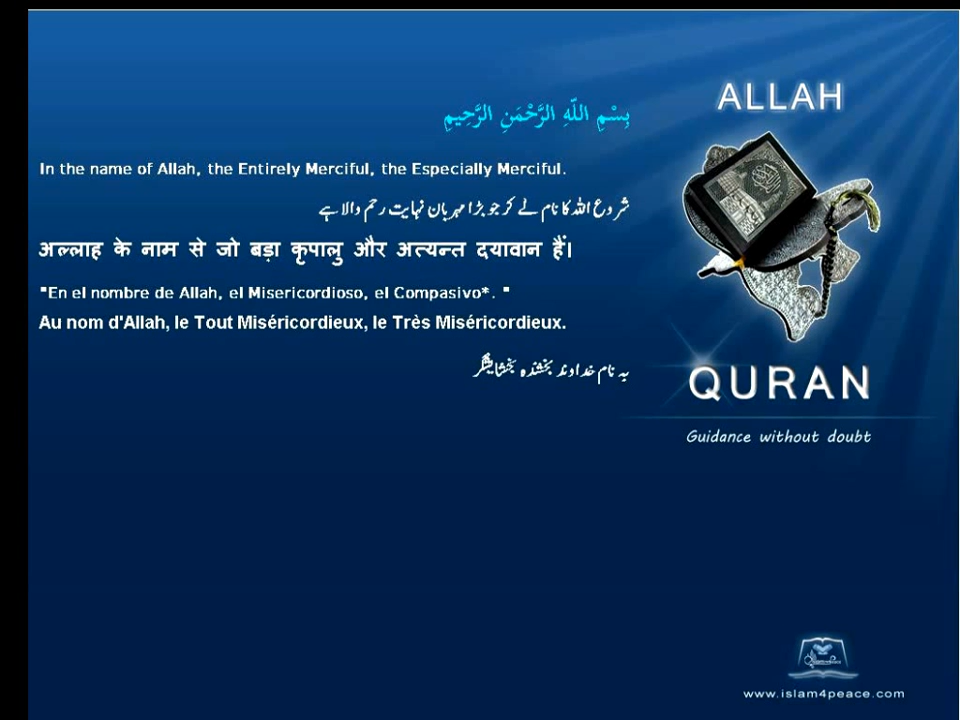 بِسْمِ اللّهِ الرَّحْمَنِ الرَّحِيمِ
In the name of Allah, the Entirely Merciful, the Especially Merciful.
شروع اللہ کا نام لے کر جو بڑا مہربان نہایت رحم والا ہے
अल्लाह के नाम से जो बड़ा कृपालु और अत्यन्त दयावान हैं।
"En el nombre de Allah, el Misericordioso, el Compasivo*. "
Au nom d'Allah, le Tout Miséricordieux, le Très Miséricordieux.
به نام خداوند بخشنده بخشایشگر
ALLAH
QURAN
Guidance without doubt
www.islam4peace.com